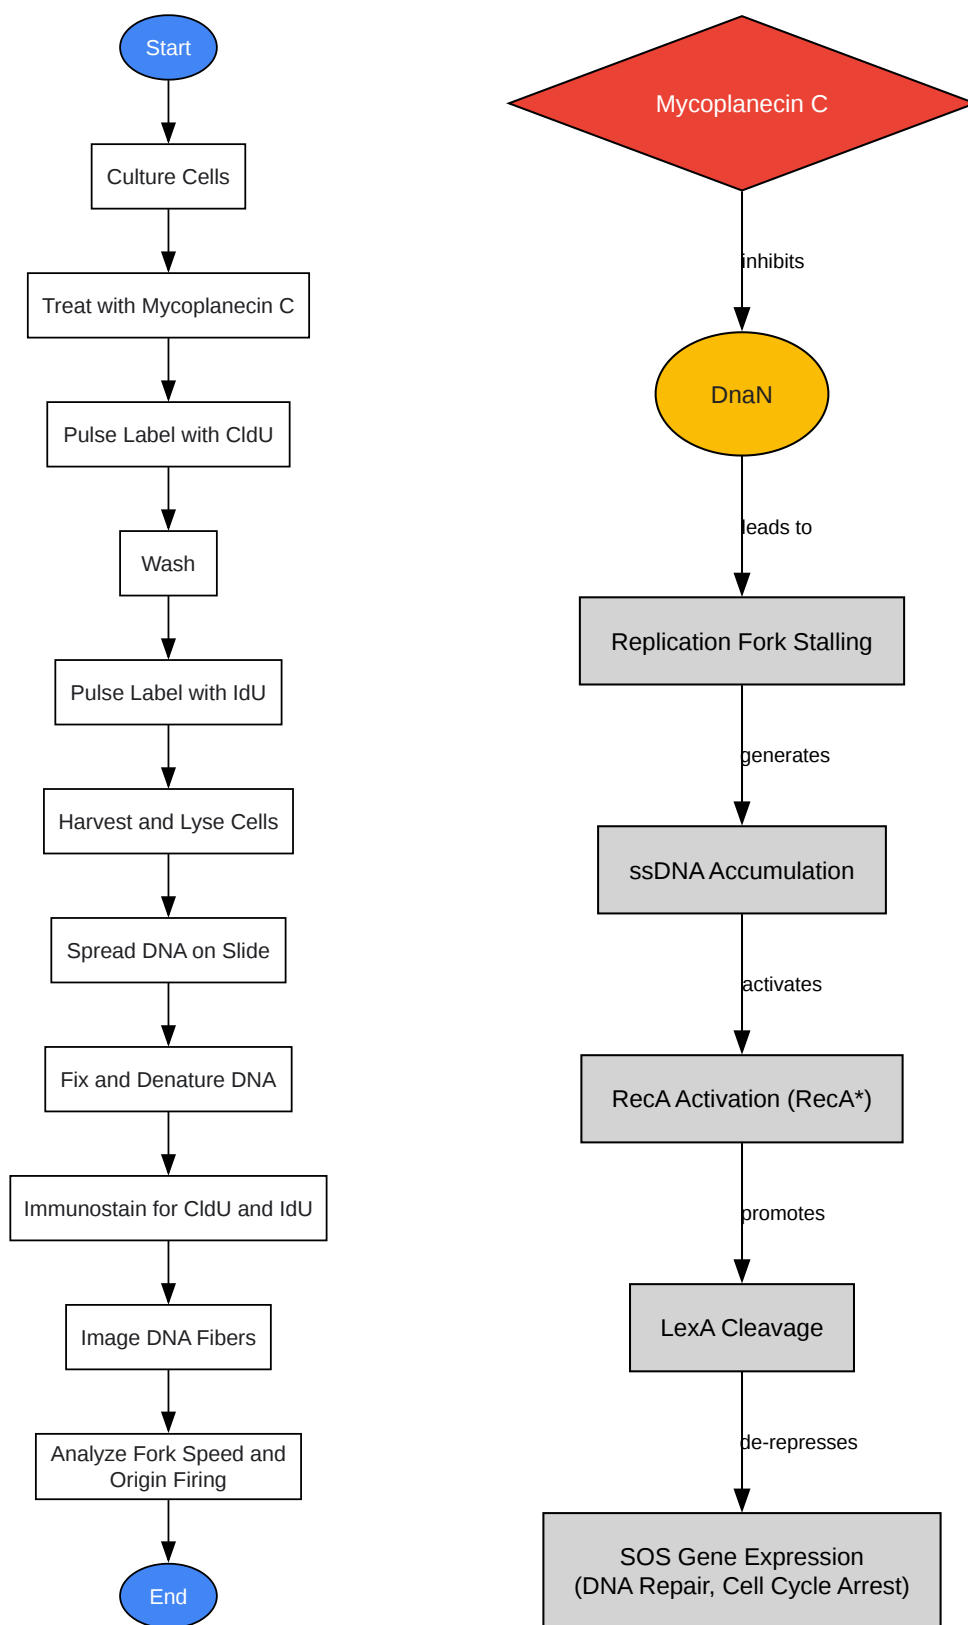 Start
Culture Cells
Treat with Mycoplanecin C
Pulse Label with CldU
Wash
Pulse Label with IdU
Harvest and Lyse Cells
Spread DNA on Slide
Fix and Denature DNA
Immunostain for CldU and IdU
Image DNA Fibers
Analyze Fork Speed and
Origin Firing
End
Mycoplanecin C
inhibits
DnaN
leads to
Replication Fork Stalling
generates
ssDNA Accumulation
activates
RecA Activation (RecA*)
promotes
LexA Cleavage
de-represses
SOS Gene Expression
(DNA Repair, Cell Cycle Arrest)